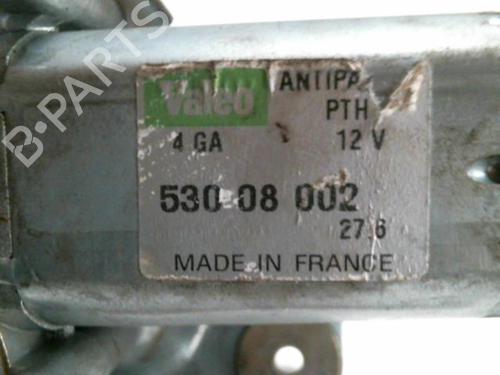 B-PARTS
Valeo
ANTIPA
4 GA
PTH
12 V
530 08 002
27,6
MADE IN FRANCE